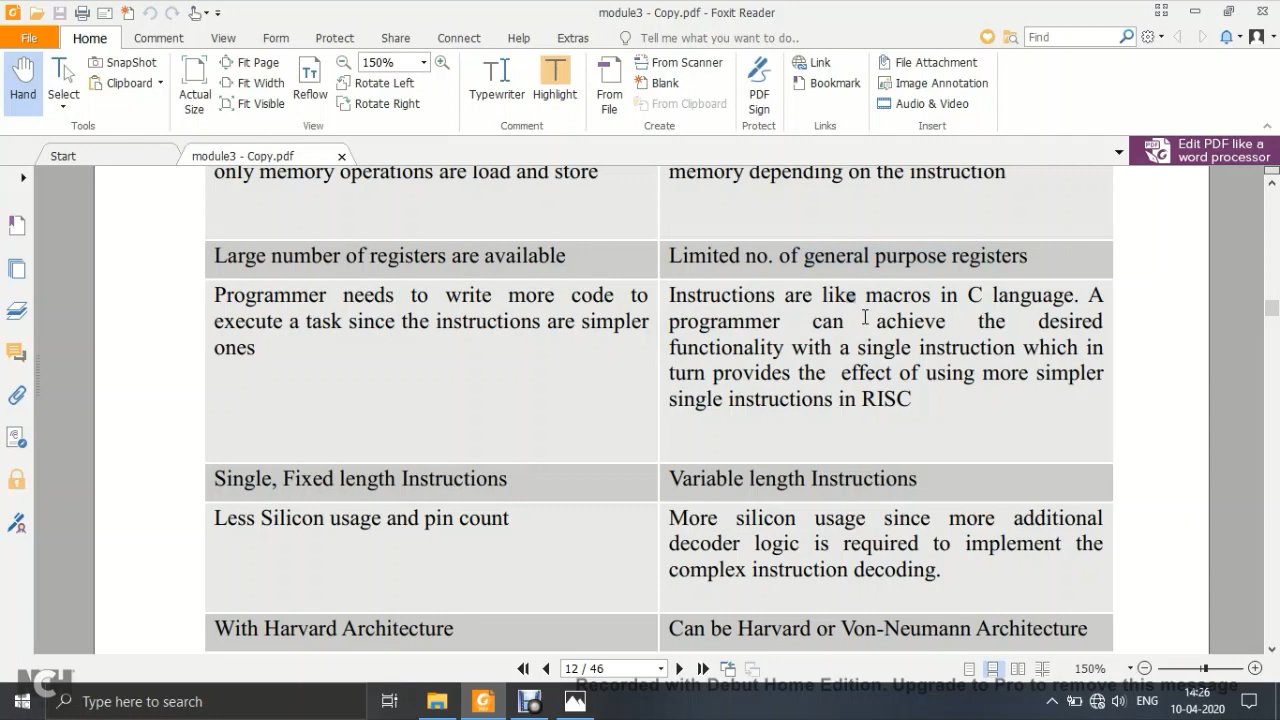 module3 - Copy.pdf - Foxit Reader
File Home Comment View Form Protect Share Connect Help Extras Tell me what you want to do.. Find
Hand
Select
SnapShot
Clipboard
Tools
Actual
Size
Fit Page
Fit Width
Fit Visible
Reflow
150%
Rotate Left
Rotate Right
View
Typewriter
Highlight
Comment
From
File
From Scanner
Blank
From Clipboard
Create
PDF
Sign
Protect
Link
Bookmark
Links
File Attachment
Image Annotation
Audio & Video
Insert
Start
module3 - Copy.pdf
Edit PDF like a
word processor
only memory operations are load and store
memory depending on the instruction
Large number of registers are available
Limited no. of general purpose registers
Programmer needs to write more code to
execute a task since the instructions are simpler
ones
Instructions are like macros in C language. A
programmer can achieve the desired
functionality with a single instruction which in
turn provides the effect of using more simpler
single instructions in RISC
Single, Fixed length Instructions
Variable length Instructions
Less Silicon usage and pin count
More silicon usage since more additional
decoder logic is required to implement the
complex instruction decoding.
With Harvard Architecture
Can be Harvard or Von-Neumann Architecture
12 / 46
150%
NCH
Recorded with Debut Home Edition. Upgrade to Pro to remove this message
Type here to search
ENG
14:26
10-04-2020